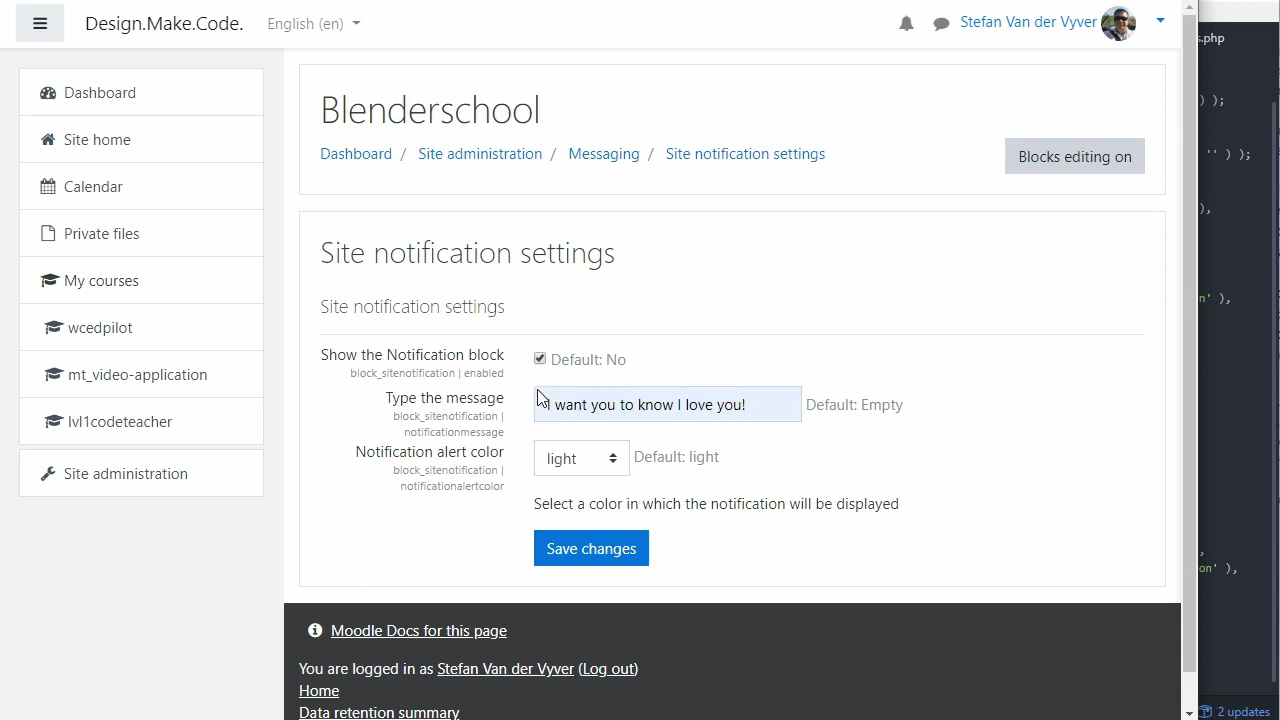 Design.Make.Code.
English (en)
Stefan Van der Vyver
Dashboard
Site home
Calendar
Private files
My courses
wcedpilot
mt_video-application
lvl1codeteacher
Site administration
Blenderschool
Dashboard / Site administration / Messaging / Site notification settings
Blocks editing on
Site notification settings
Site notification settings
Show the Notification block
block_sitenotification | enabled
Default: No
Type the message
block_sitenotification |
notificationmessage
I want you to know I love you!
Default: Empty
Notification alert color
block_sitenotification |
notificationalertcolor
light
Default: light
Select a color in which the notification will be displayed
Save changes
Moodle Docs for this page
You are logged in as Stefan Van der Vyver (Log out)
Home
Data retention summary
s.php
) );
'' ) );
),
n' ),
,
on' ),
2 updates